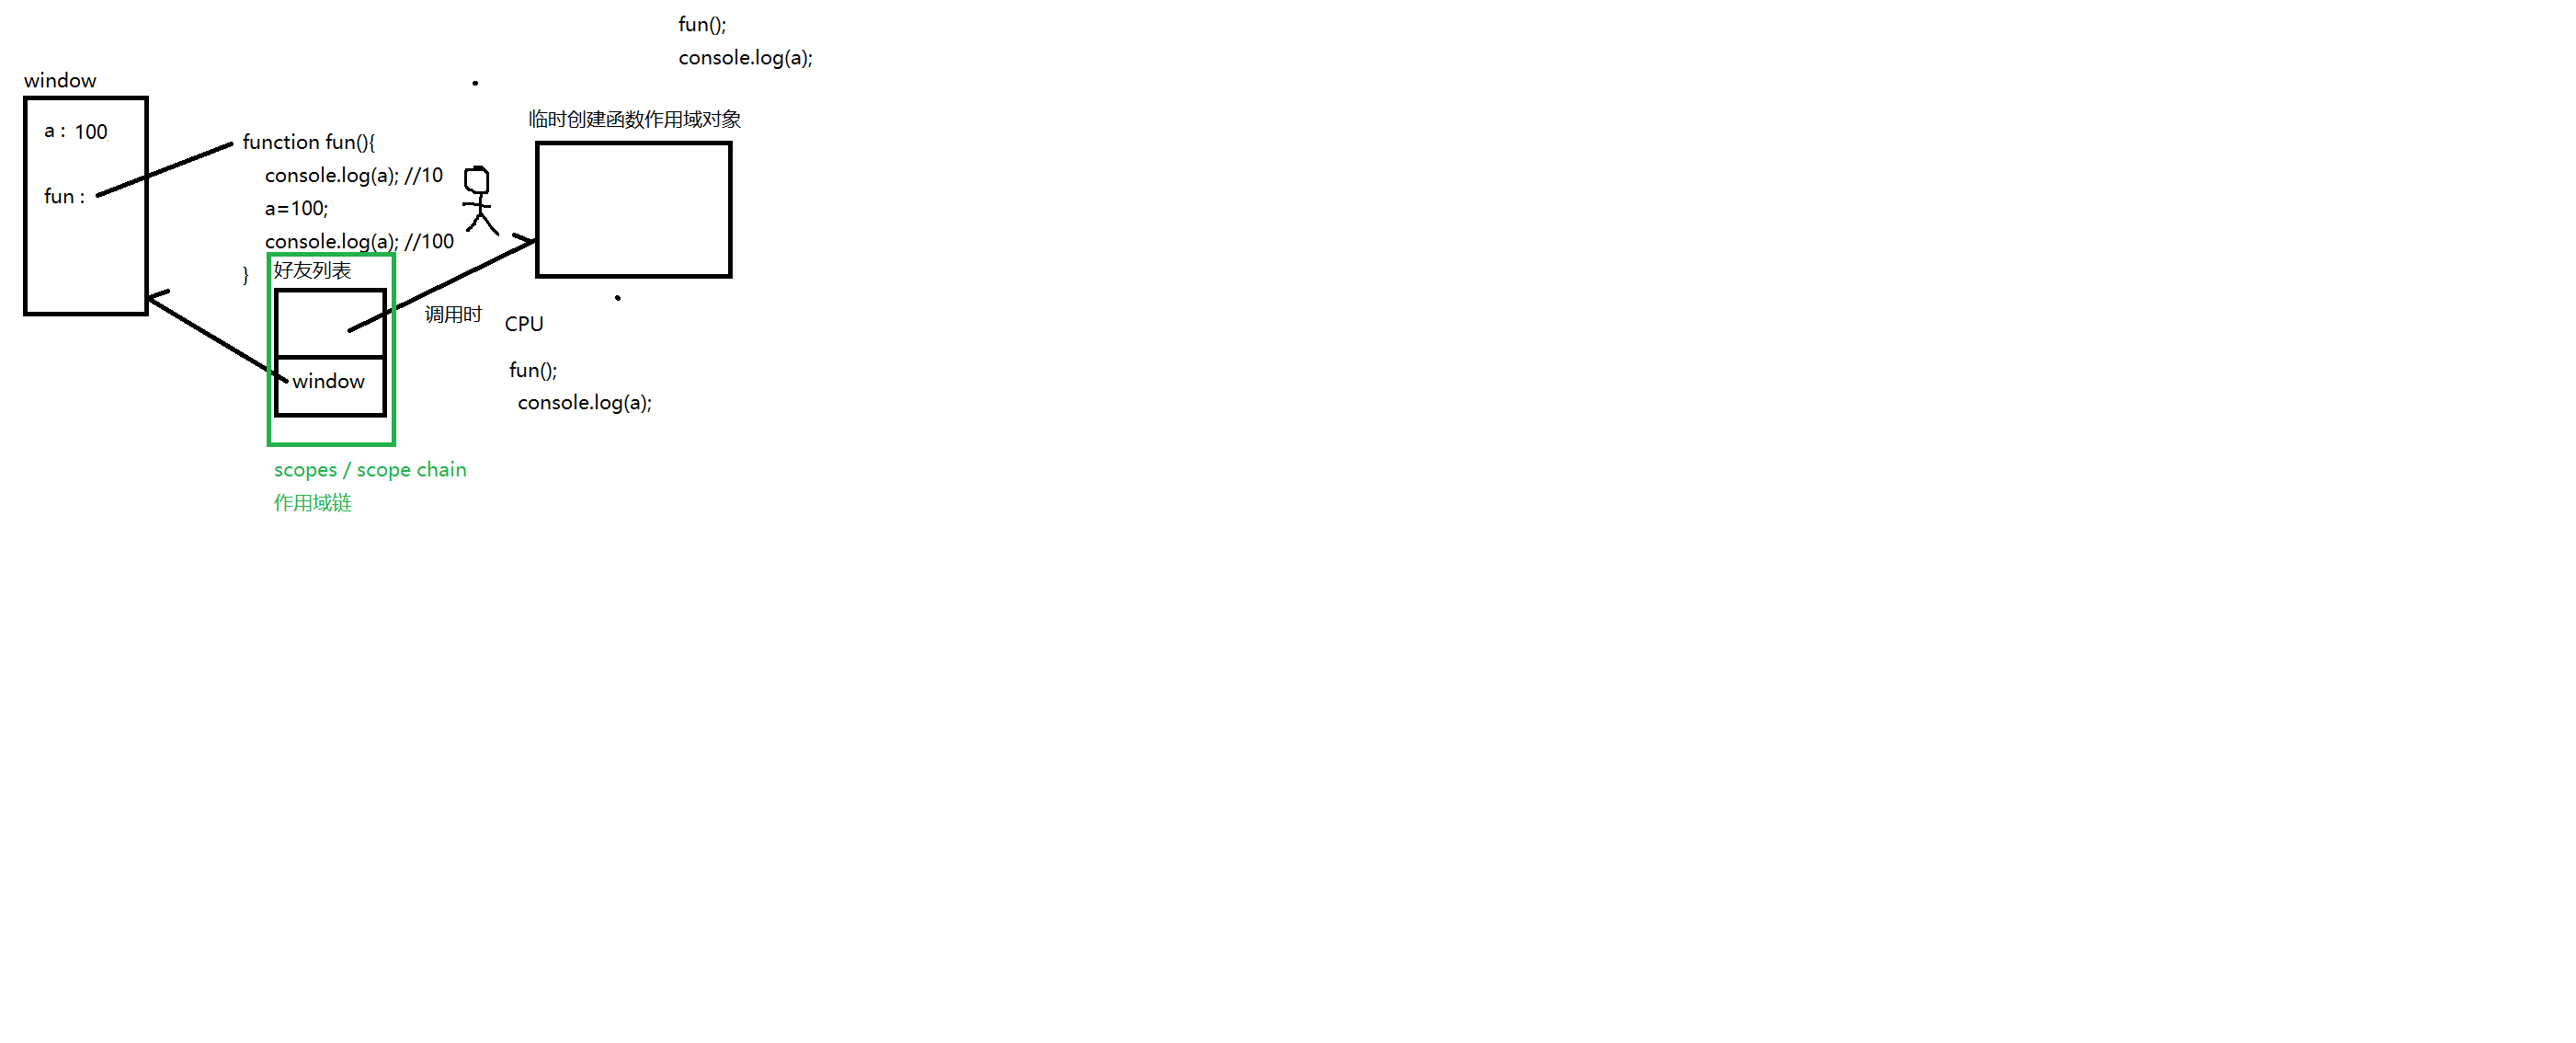 fun();
console.log(a);
window
a : 100
fun :
临时创建函数作用域对象
function fun(){
console.log(a); //10
a=100;
console.log(a); //100
}
好友列表
window
调用时
CPU
fun();
console.log(a);
scopes / scope chain
作用域链